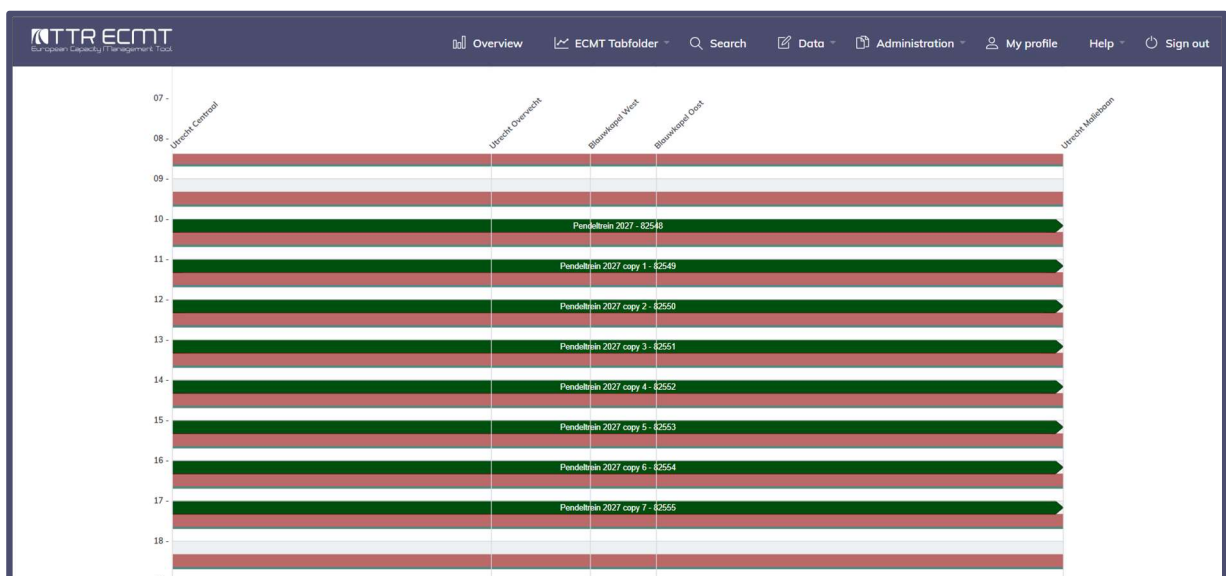 TTR ECMT
European Capacity Management Tool
Overview
ECMT Tabfolder
Search
Data
Administration
My profile
Help
Sign out
Utrecht Centraal
Utrecht Overvecht
Blauwkapel West
Blauwkapel Oost
Utrecht Maliebaan
07 -
08 -
09 -
10 -
Pendeltrein 2027 - 82548
11 -
Pendeltrein 2027 copy 1 - 82549
12 -
Pendeltrein 2027 copy 2 - 82550
13 -
Pendeltrein 2027 copy 3 - 82551
14 -
Pendeltrein 2027 copy 4 - 82552
15 -
Pendeltrein 2027 copy 5 - 82553
16 -
Pendeltrein 2027 copy 6 - 82554
17 -
Pendeltrein 2027 copy 7 - 82555
18 -